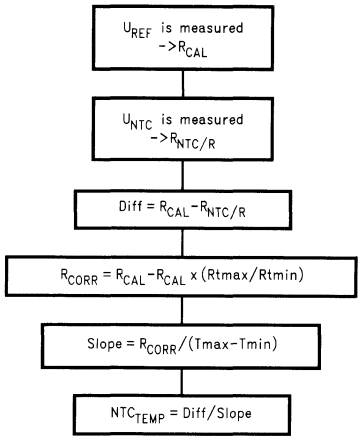 U_REF is measured
->R_CAL
U_NTC is measured
->R_NTC/R
Diff = R_CAL-R_NTC/R
R_CORR = R_CAL-R_CAL x (Rtmax/Rtmin)
Slope = R_CORR/(Tmax-Tmin)
NTC_TEMP = Diff/Slope